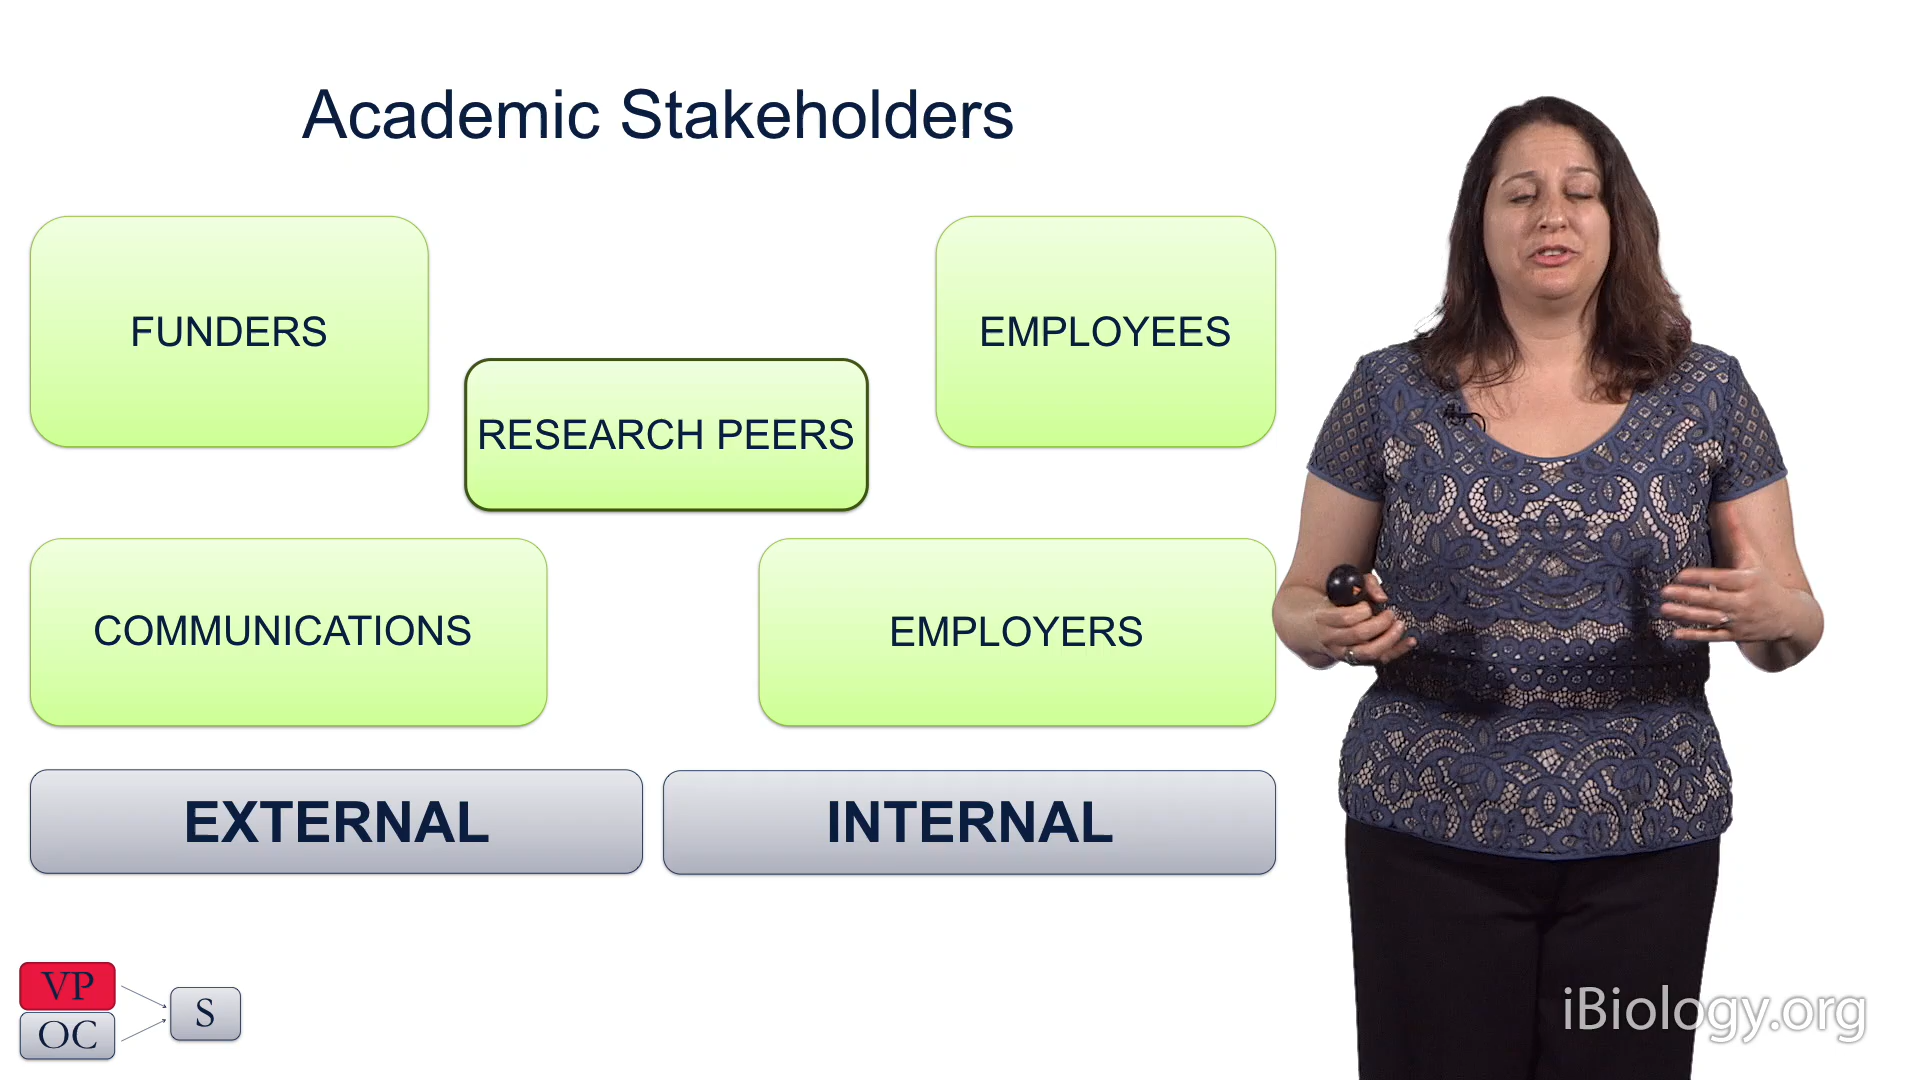 Academic Stakeholders
FUNDERS
EMPLOYEES
RESEARCH PEERS
COMMUNICATIONS
EMPLOYERS
EXTERNAL
INTERNAL
VP
OC
S
iBiology.org